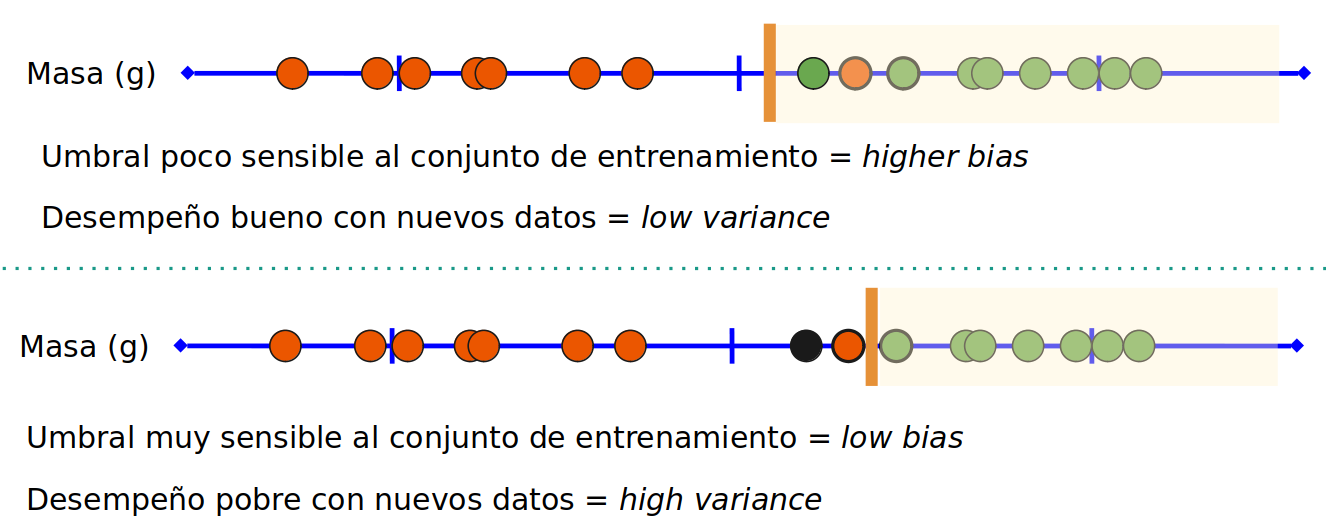 Masa (g)
Umbral poco sensible al conjunto de entrenamiento = higher bias
Desempeño bueno con nuevos datos = low variance
Masa (g)
Umbral muy sensible al conjunto de entrenamiento = low bias
Desempeño pobre con nuevos datos = high variance